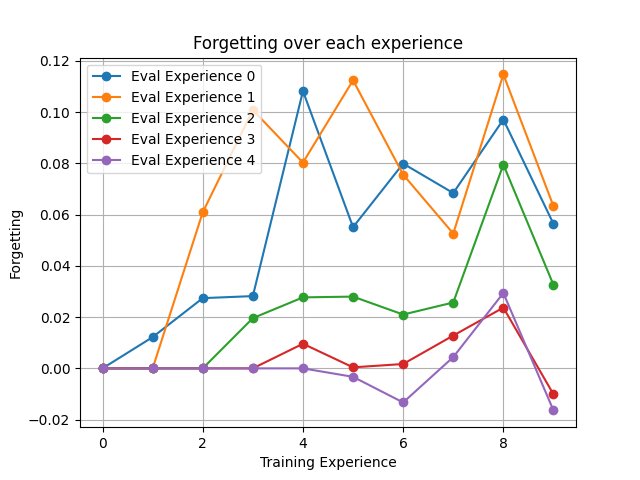 Forgetting over each experience
Eval Experience 0
Eval Experience 1
Eval Experience 2
Eval Experience 3
Eval Experience 4
0.12
0.10
0.08
0.06
0.04
0.02
0.00
−0.02
Forgetting
0 2 4 6 8
Training Experience